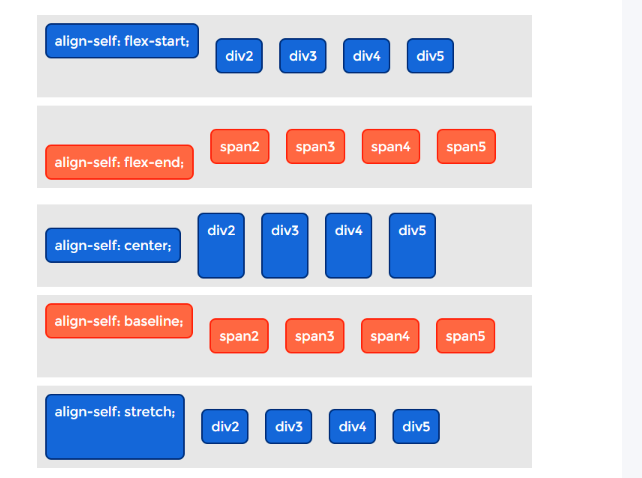 align-self: flex-start; div2 div3 div4 div5
align-self: flex-end; span2 span3 span4 span5
align-self: center; div2 div3 div4 div5
align-self: baseline; span2 span3 span4 span5
align-self: stretch; div2 div3 div4 div5